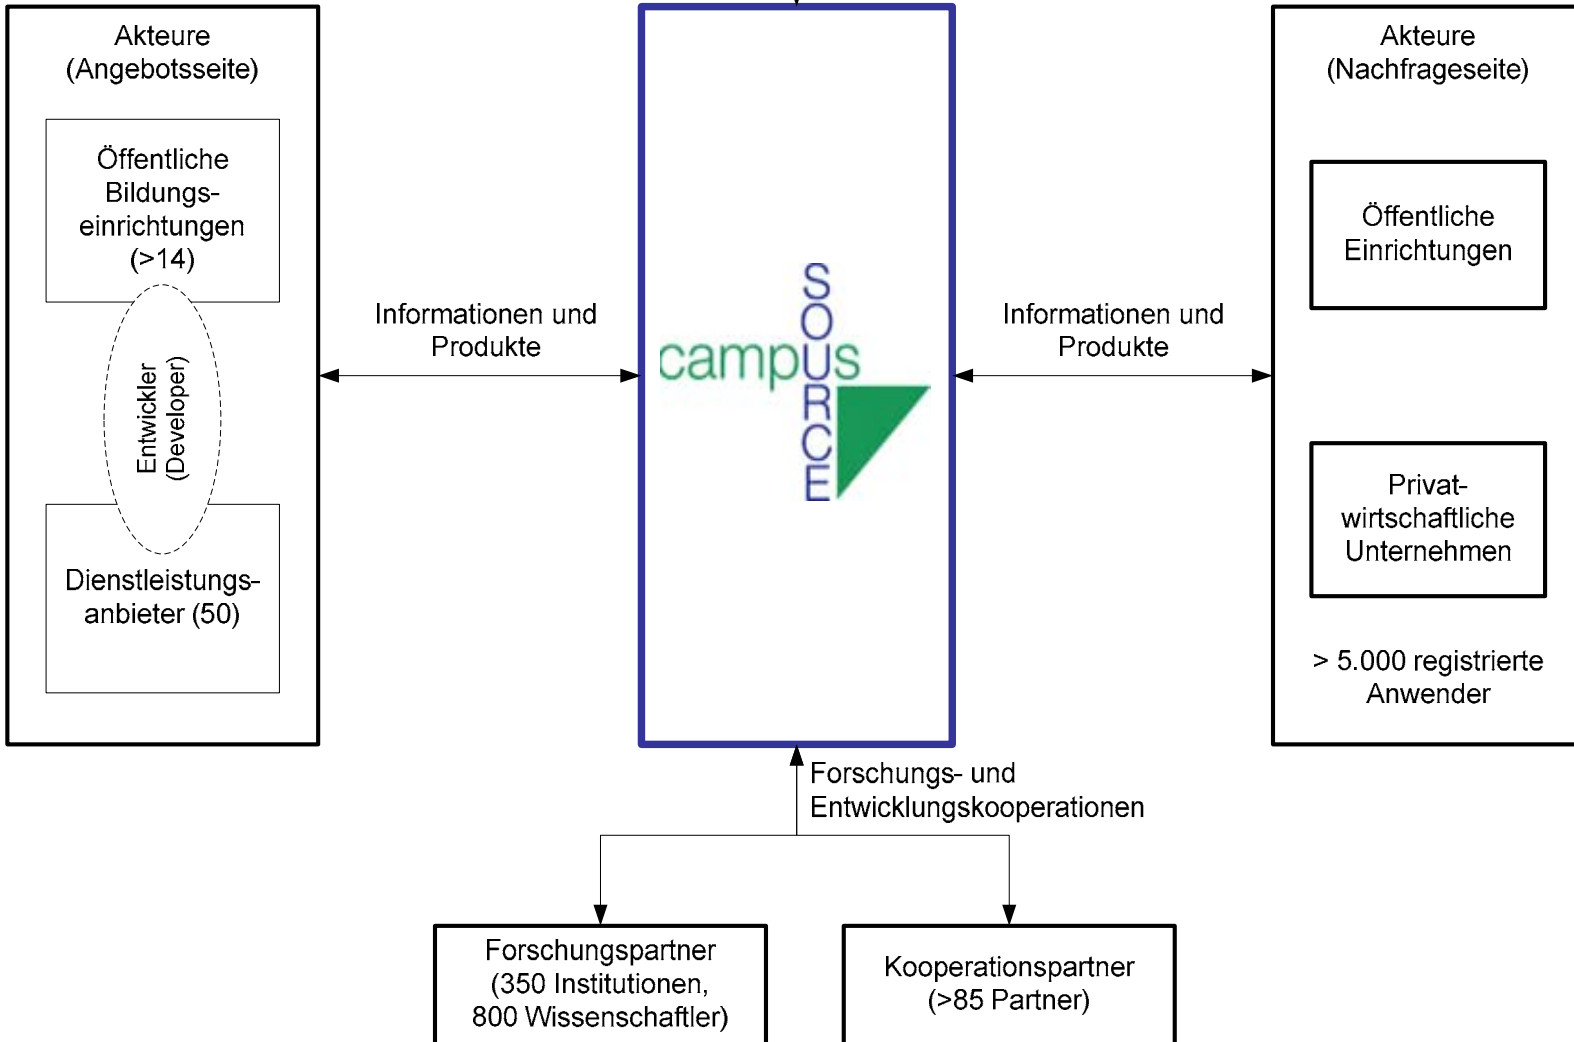 Akteure
(Angebotsseite)
Öffentliche
Bildungs-
einrichtungen
(>14)
Entwickler
(Developer)
Dienstleistungs-
anbieter (50)
Informationen und
Produkte
campus
SOURCE
Informationen und
Produkte
Akteure
(Nachfrageseite)
Öffentliche
Einrichtungen
Privat-
wirtschaftliche
Unternehmen
> 5.000 registrierte
Anwender
Forschungs- und
Entwicklungskooperationen
Forschungspartner
(350 Institutionen,
800 Wissenschaftler)
Kooperationspartner
(>85 Partner)